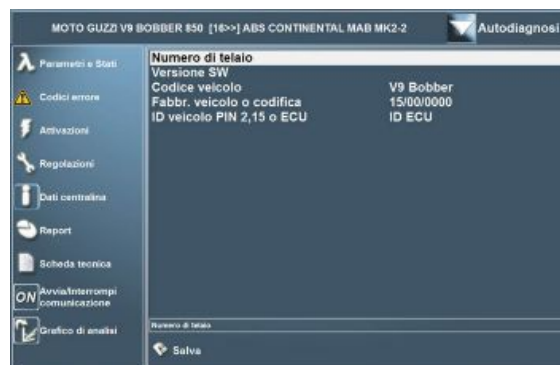 MOTO GUZZI V9 BOBBER 850 [16>>] ABS CONTINENTAL MAB MK2-2
Autodiagnosi
Parametri e Stati
Codici errore
Attivazioni
Regolazioni
Dati centralina
Report
Scheda tecnica
ON Avvia/Interrompi
comunicazione
Grafico di analisi
Numero di telaio
Versione SW
Codice veicolo V9 Bobber
Fabbr. veicolo o codifica 15/00/0000
ID veicolo PIN 2,15 o ECU ID ECU
Numero di telaio
Salva